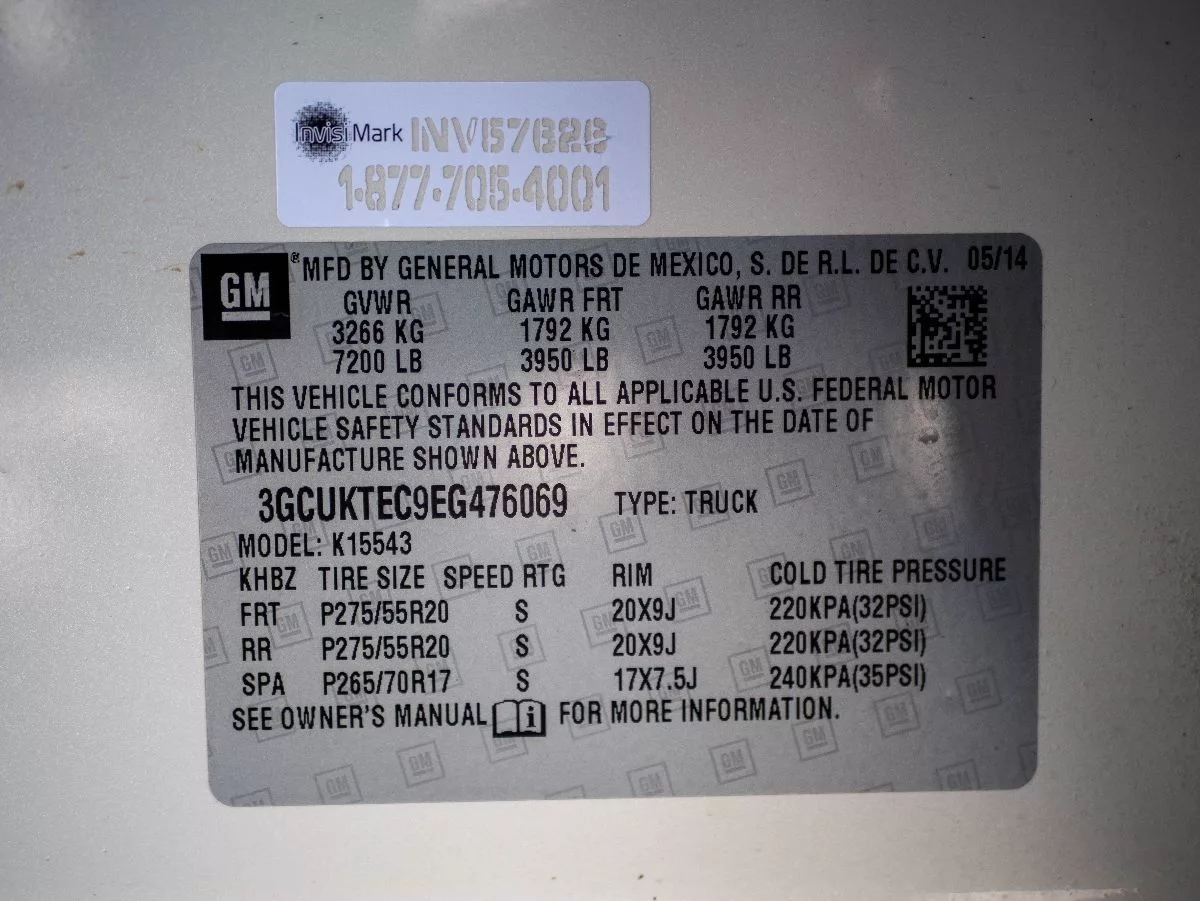 InvisiMark INV67626
1-877-705-4001
GM ® MFD BY GENERAL MOTORS DE MEXICO, S. DE R.L. DE C.V. 05/14
GVWR GAWR FRT GAWR RR
3266 KG 1792 KG 1792 KG
7200 LB 3950 LB 3950 LB
THIS VEHICLE CONFORMS TO ALL APPLICABLE U.S. FEDERAL MOTOR
VEHICLE SAFETY STANDARDS IN EFFECT ON THE DATE OF
MANUFACTURE SHOWN ABOVE.
3GCUKTEC9EG476069 TYPE: TRUCK
MODEL: K15543
KHBZ TIRE SIZE SPEED RTG RIM COLD TIRE PRESSURE
FRT P275/55R20 S 20X9J 220KPA(32PSI)
RR P275/55R20 S 20X9J 220KPA(32PSI)
SPA P265/70R17 S 17X7.5J 240KPA(35PSI)
SEE OWNER'S MANUAL FOR MORE INFORMATION.